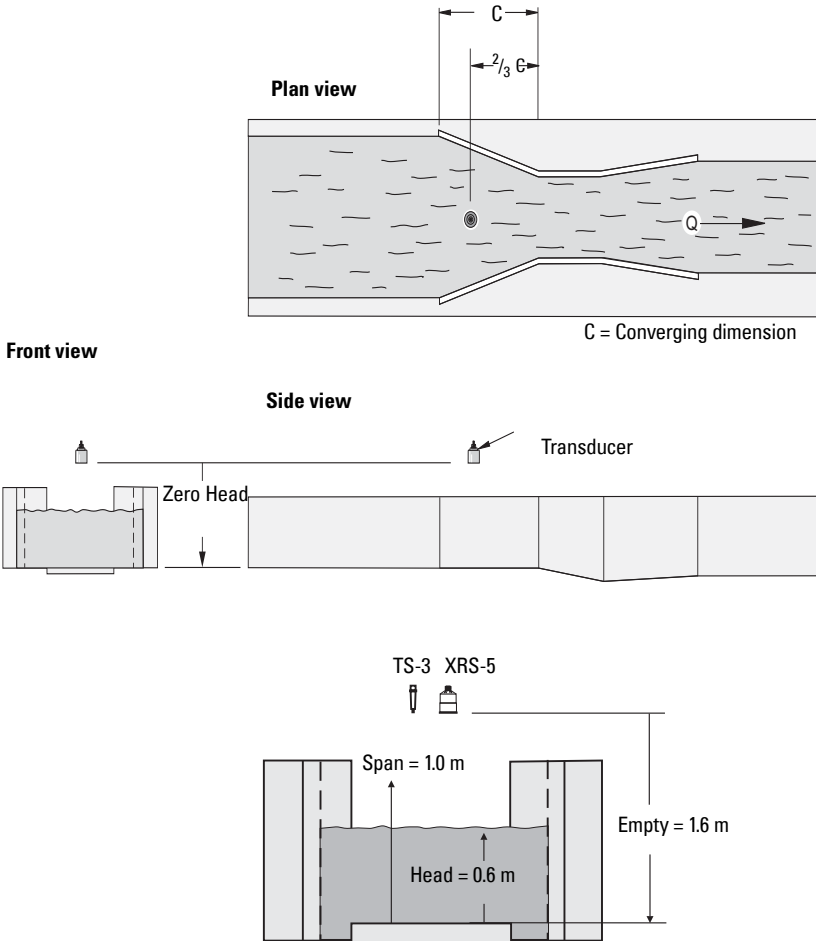 C
2/3 C
Plan view
Q
C = Converging dimension
Front view
Side view
Transducer
Zero Head
TS-3 XRS-5
Span = 1.0 m
Empty = 1.6 m
Head = 0.6 m